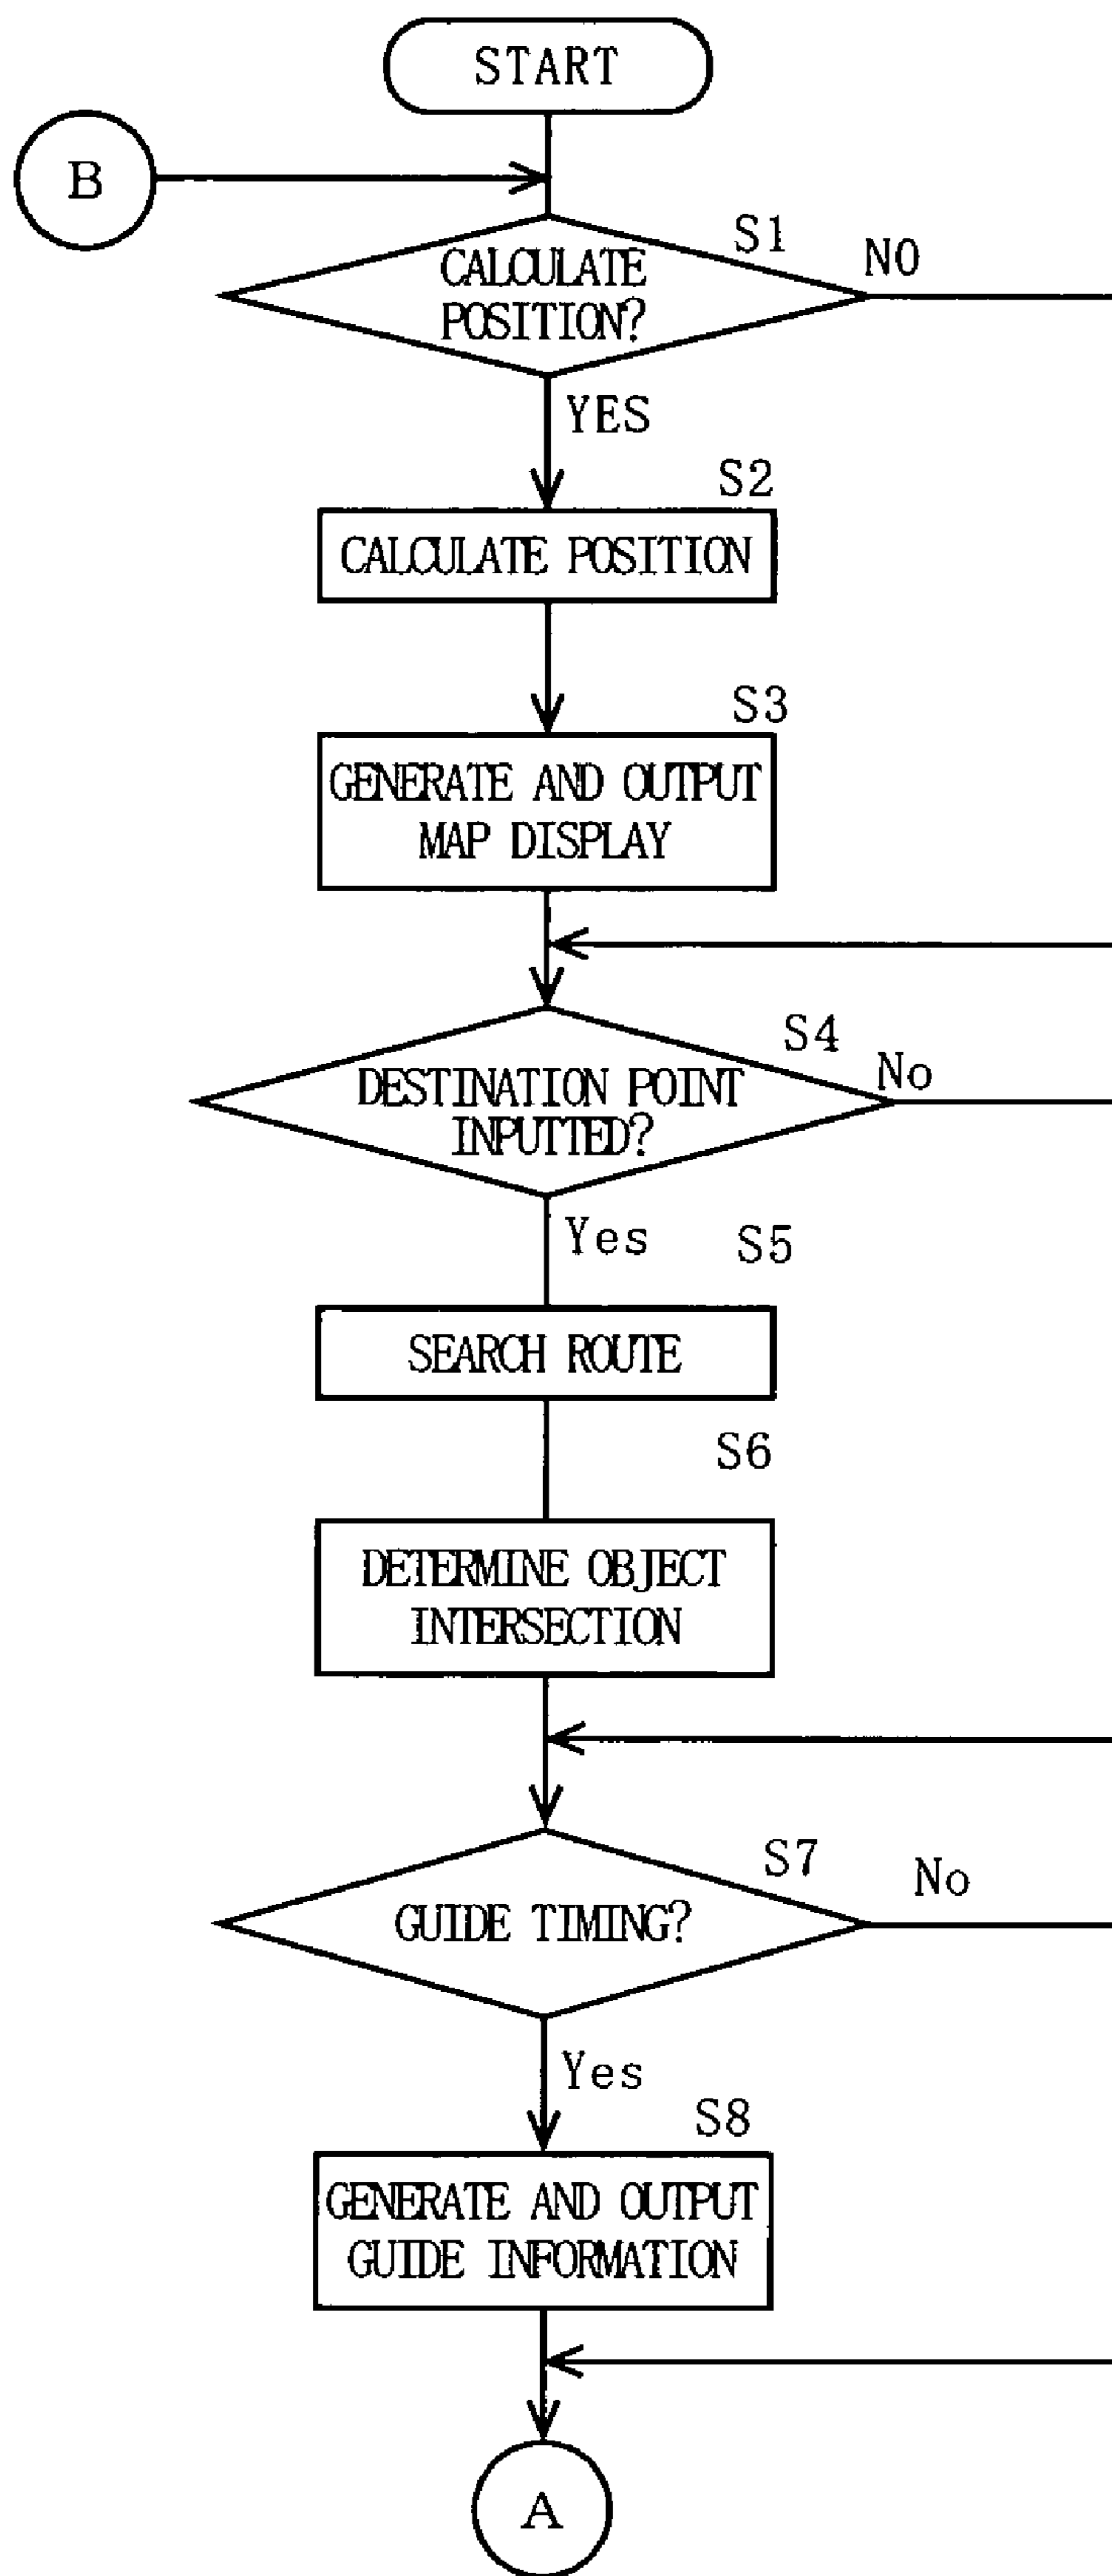 START
B
S1
NO
CALCULATE
POSITION?
YES
S2
CALCULATE POSITION
S3
GENERATE AND OUTPUT
MAP DISPLAY
S4
No
DESTINATION POINT
INPUTTED?
Yes
S5
SEARCH ROUTE
S6
DETERMINE OBJECT
INTERSECTION
S7
No
GUIDE TIMING?
Yes
S8
GENERATE AND OUTPUT
GUIDE INFORMATION
A